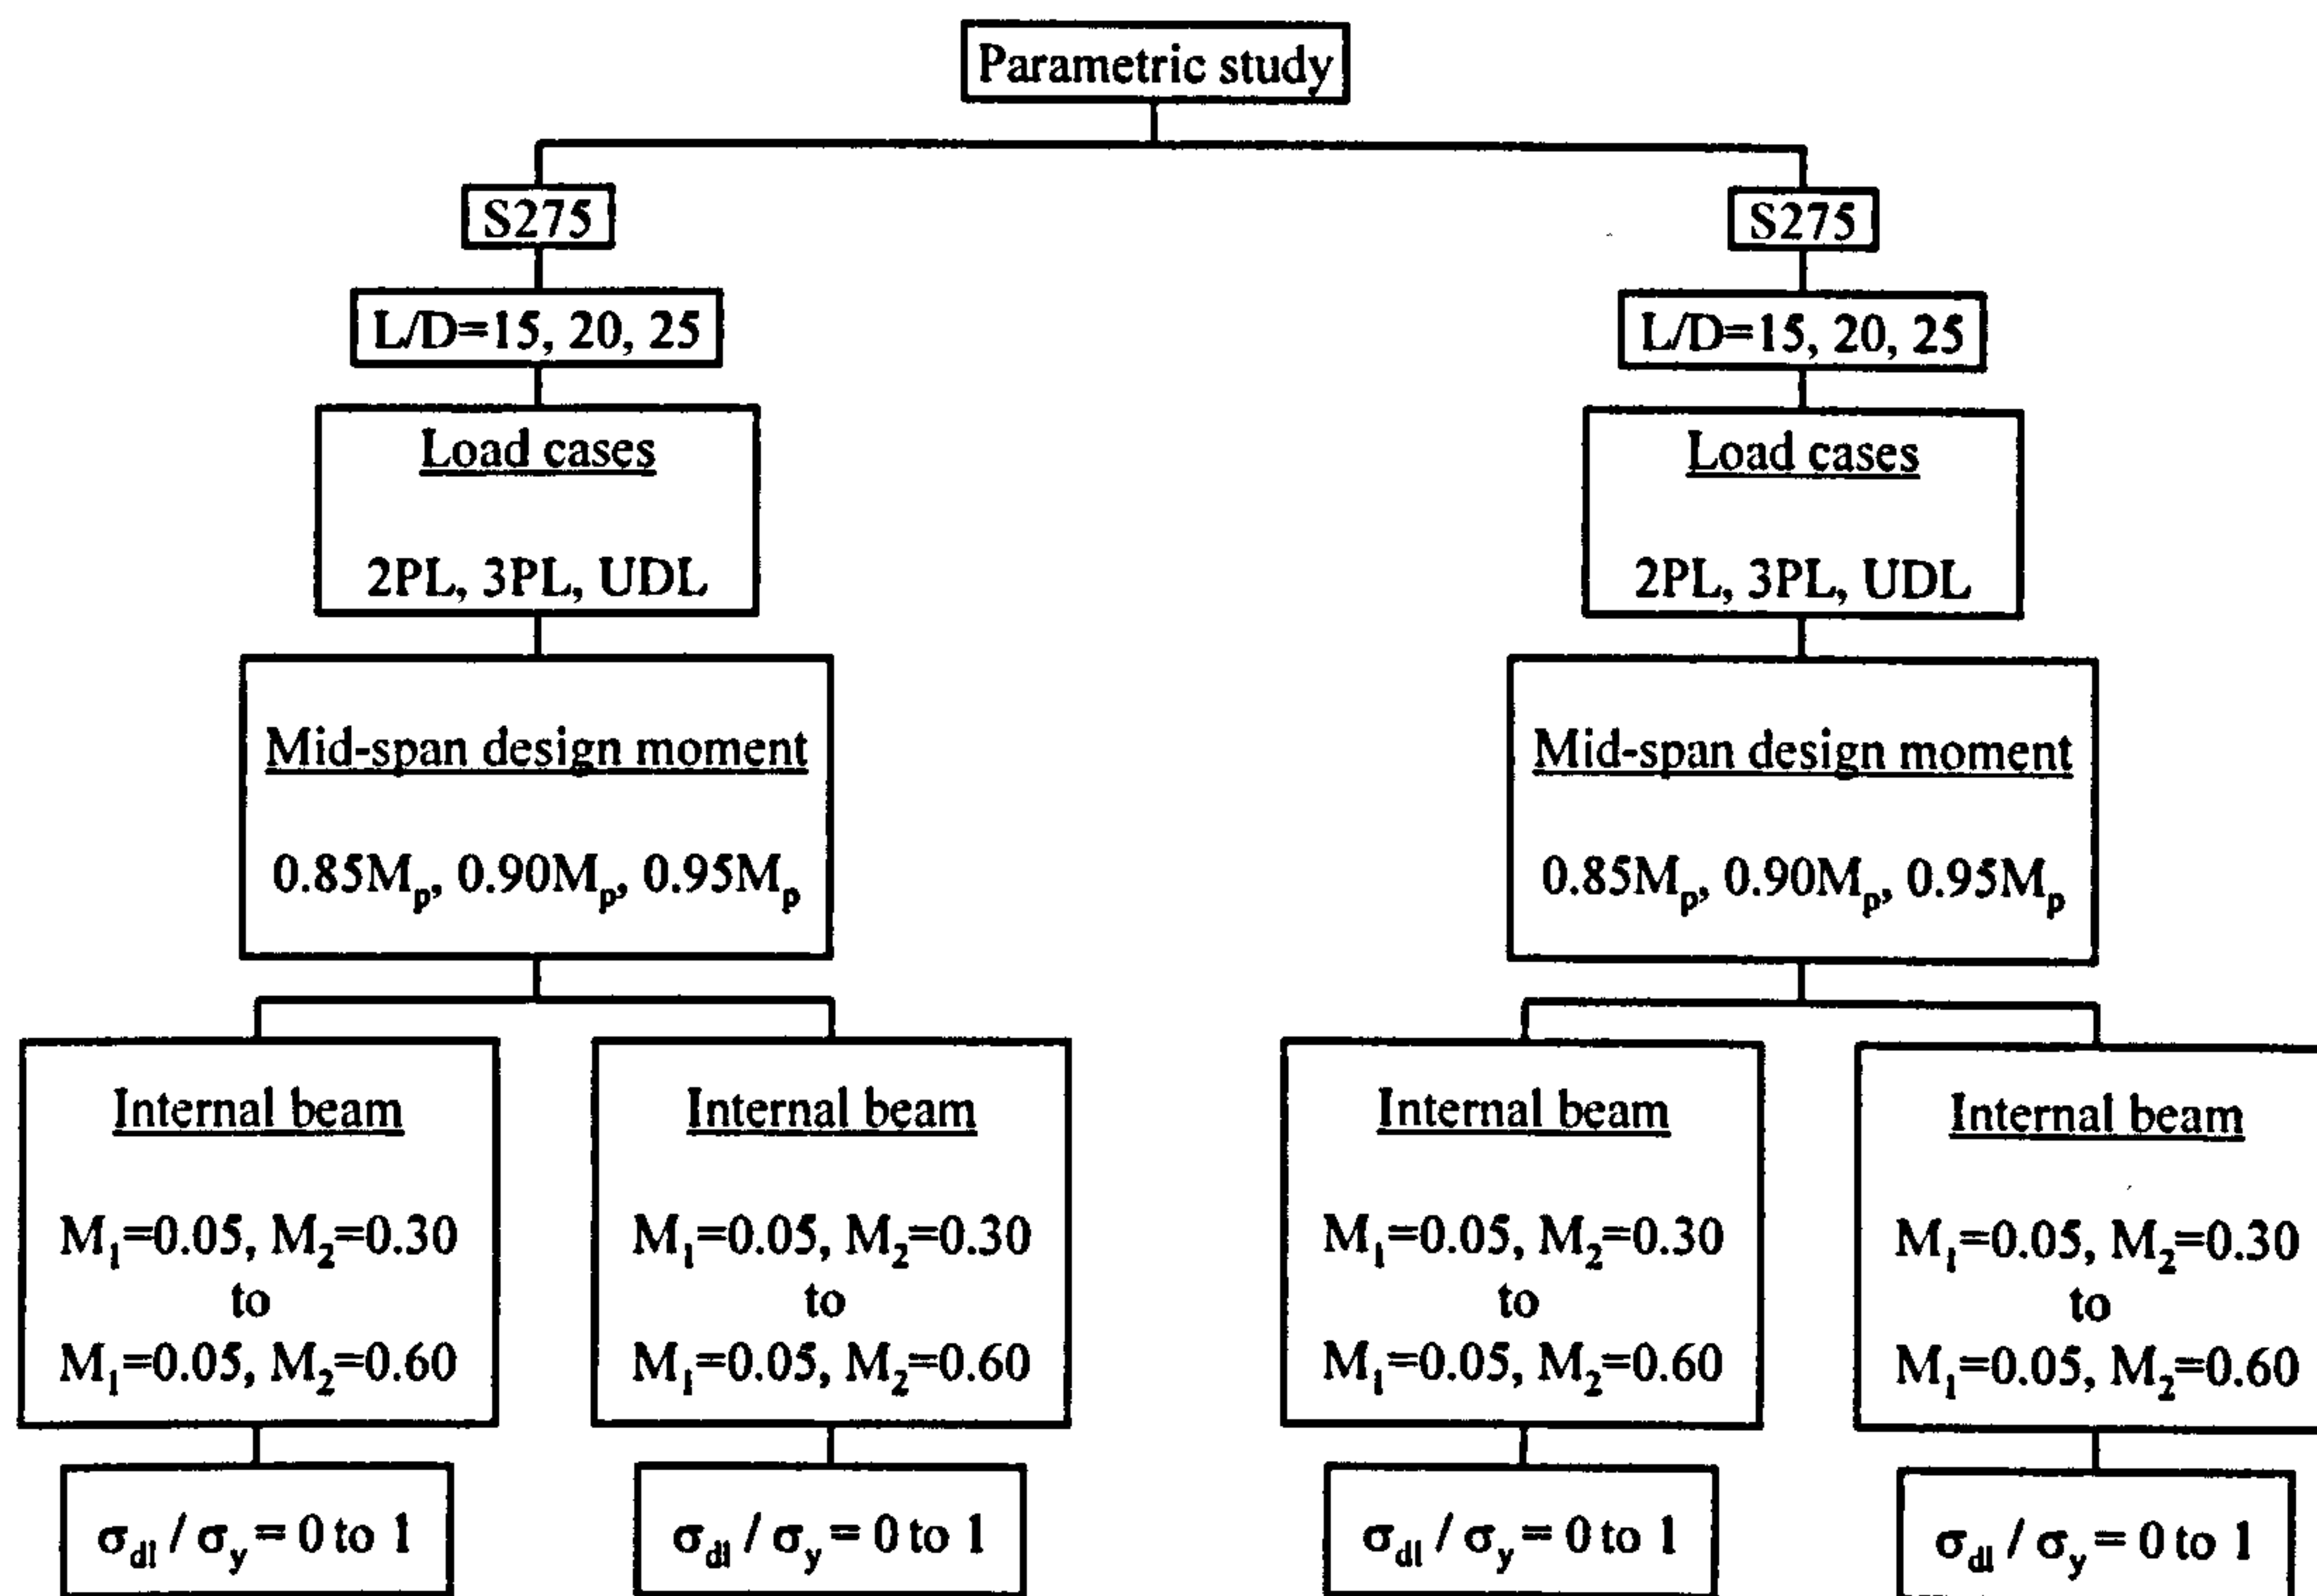 Parametric study
S275
S275
L/D=15, 20, 25
L/D=15, 20, 25
Load cases
2PL, 3PL, UDL
Load cases
2PL, 3PL, UDL
Mid-span design moment
0.85Mp, 0.90Mp, 0.95Mp
Mid-span design moment
0.85Mp, 0.90Mp, 0.95Mp
Internal beam
M1=0.05, M2=0.30
to
M1=0.05, M2=0.60
Internal beam
M1=0.05, M2=0.30
to
M1=0.05, M2=0.60
Internal beam
M1=0.05, M2=0.30
to
M1=0.05, M2=0.60
Internal beam
M1=0.05, M2=0.30
to
M1=0.05, M2=0.60
σdl / σy = 0 to 1
σdl / σy = 0 to 1
σdl / σy = 0 to 1
σdl / σy = 0 to 1